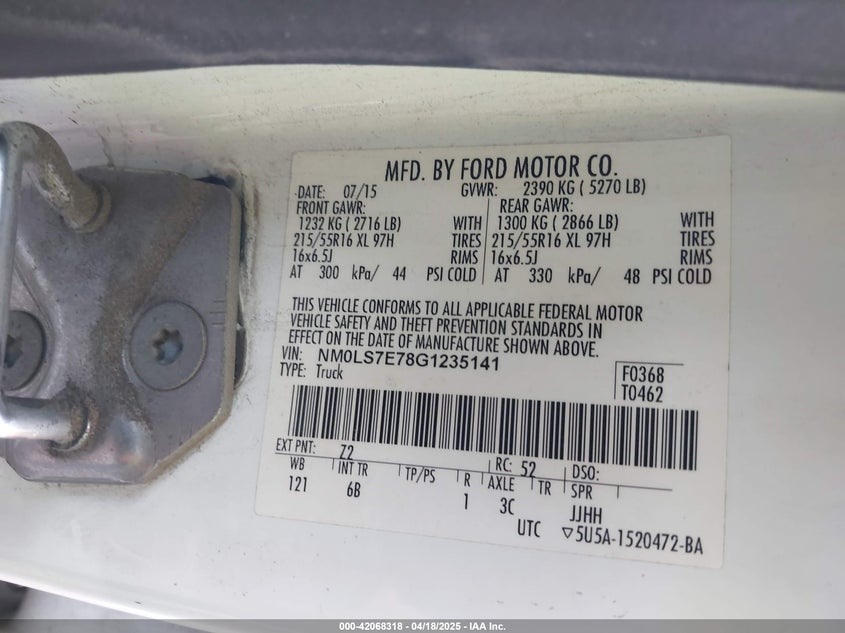 MFD. BY FORD MOTOR CO.
DATE: 07/15 GVWR: 2390 KG ( 5270 LB)
FRONT GAWR: REAR GAWR:
1232 KG ( 2716 LB) WITH 1300 KG ( 2866 LB) WITH
215/55R16 XL 97H TIRES 215/55R16 XL 97H TIRES
16x6.5J RIMS 16x6.5J RIMS
AT 300 kPa/ 44 PSI COLD AT 330 kPa/ 48 PSI COLD
THIS VEHICLE CONFORMS TO ALL APPLICABLE FEDERAL MOTOR
VEHICLE SAFETY AND THEFT PREVENTION STANDARDS IN
EFFECT ON THE DATE OF MANUFACTURE SHOWN ABOVE.
VIN: NM0LS7E78G1235141
TYPE: Truck
F0368
T0462
EXT PNT: Z2 RC: 52 DSO:
WB INT TR TP/PS R AXLE TR SPR
121 6B 1 3C JJHH
UTC ▽5U5A-1520472-BA
000-42068318 | 04/18/2025 - IAA Inc.